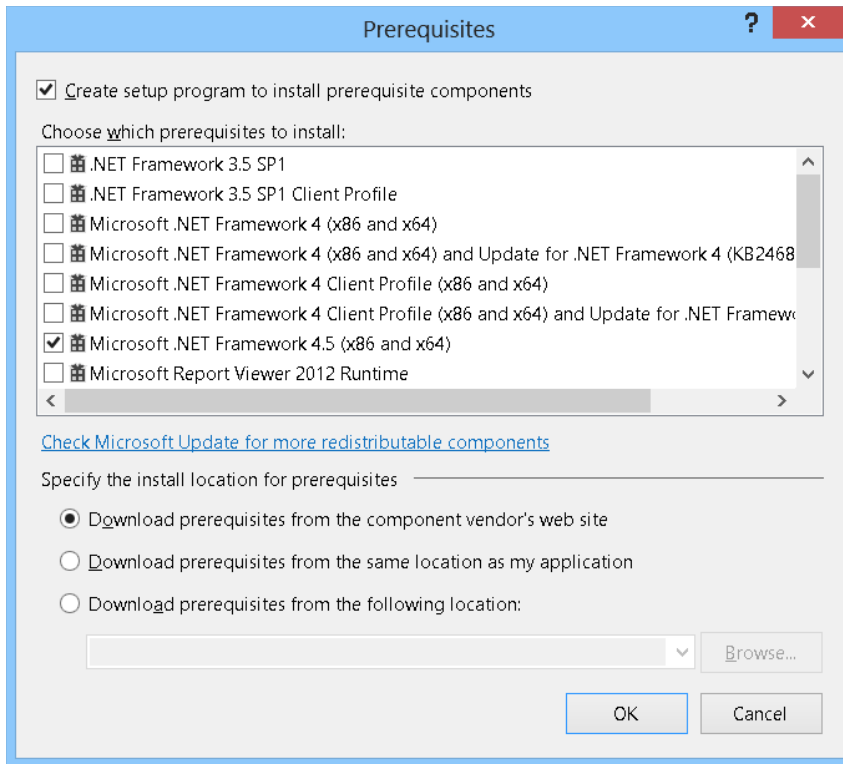 Prerequisites
?
Create setup program to install prerequisite components
Choose which prerequisites to install:
.NET Framework 3.5 SP1
.NET Framework 3.5 SP1 Client Profile
Microsoft .NET Framework 4 (x86 and x64)
Microsoft .NET Framework 4 (x86 and x64) and Update for .NET Framework 4 (KB2468
Microsoft .NET Framework 4 Client Profile (x86 and x64)
Microsoft .NET Framework 4 Client Profile (x86 and x64) and Update for .NET Framew
Microsoft .NET Framework 4.5 (x86 and x64)
Microsoft Report Viewer 2012 Runtime
Check Microsoft Update for more redistributable components
Specify the install location for prerequisites
Download prerequisites from the component vendor's web site
Download prerequisites from the same location as my application
Download prerequisites from the following location:
Browse...
OK
Cancel